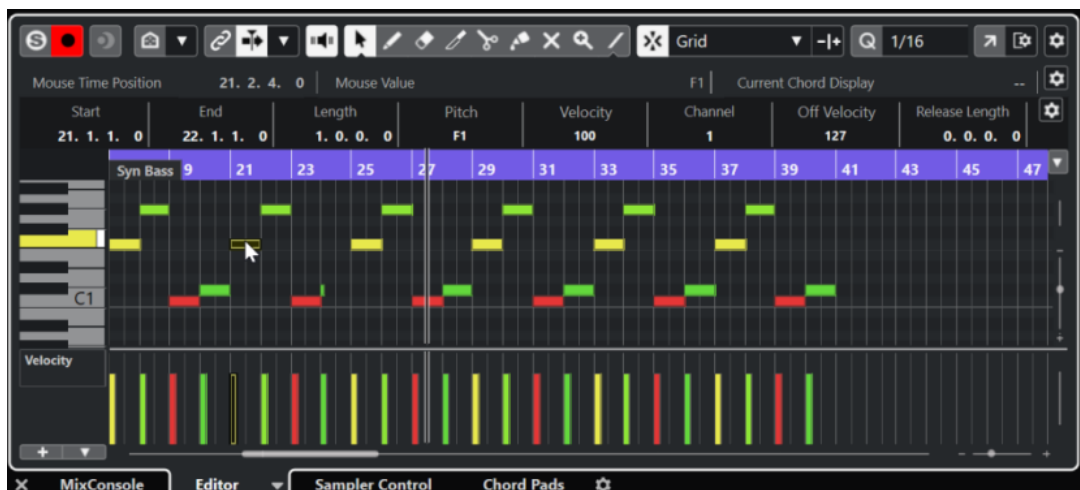 S Grid Q 1/16
Mouse Time Position 21. 2. 4. 0 Mouse Value F1 Current Chord Display --
Start End Length Pitch Velocity Channel Off Velocity Release Length
21. 1. 1. 0 22. 1. 1. 0 1. 0. 0. 0 F1 100 1 127 0. 0. 0. 0
Syn Bass 9 21 23 25 27 29 31 33 35 37 39 41 43 45 47
C1
Velocity
MixConsole Editor Sampler Control Chord Pads